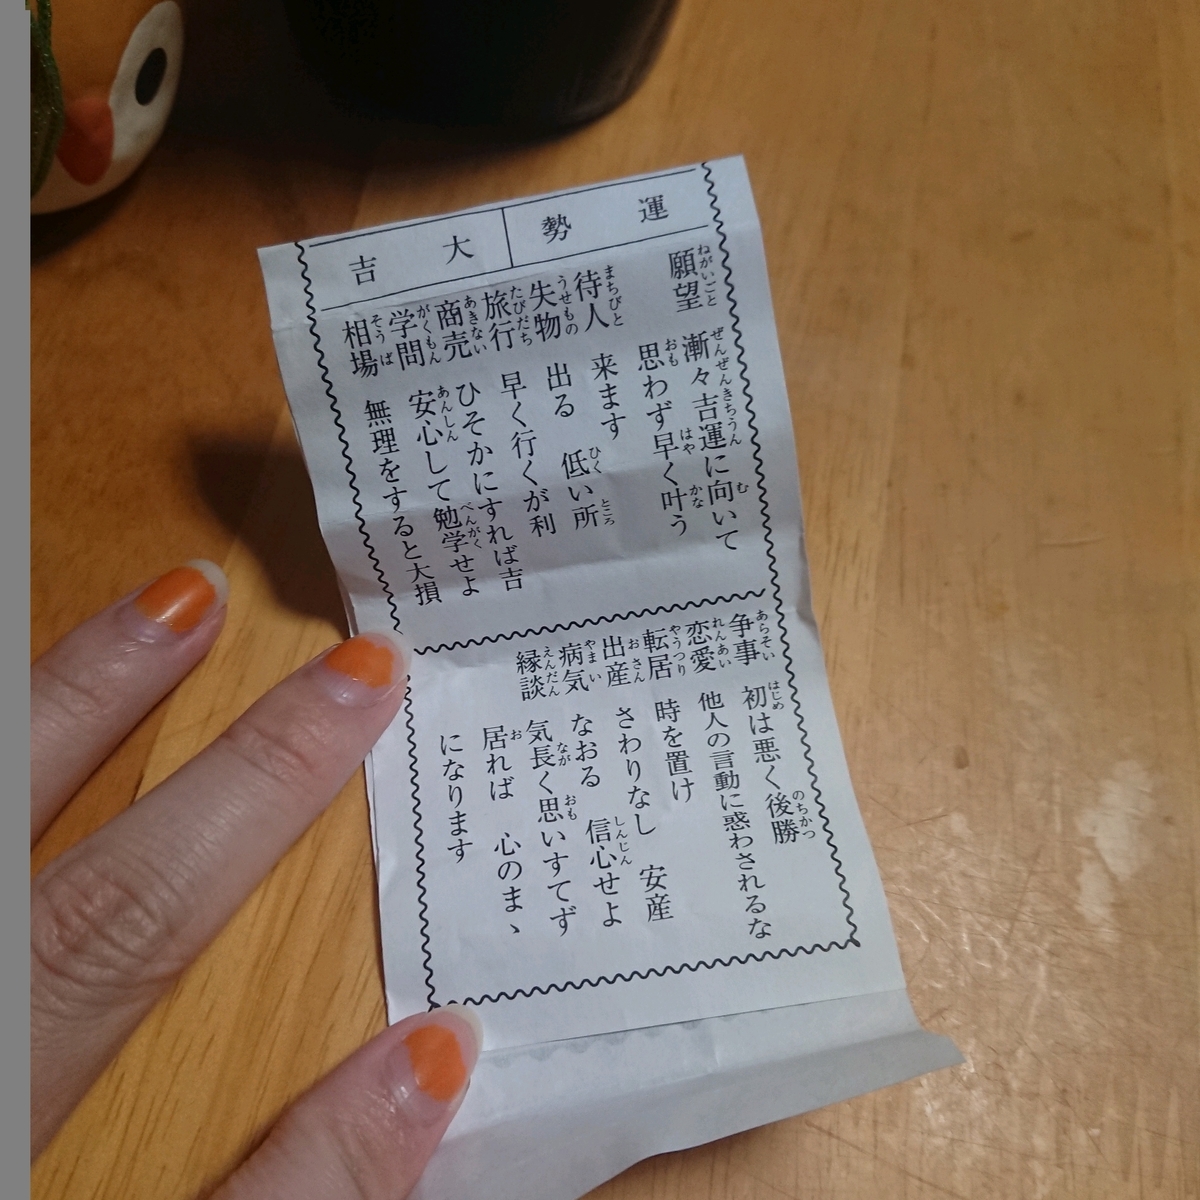 運勢 大吉
願望 漸々吉運に向いて
思わず早く叶う
待人 来ます
失物 出る 低い所
旅行 早く行くが利
商売 ひそかにすれば吉
学問 安心して勉学せよ
相場 無理をすると大損
争事 初は悪く後勝
恋愛 他人の言動に惑わされるな
転居 時を置け
出産 さわりなし 安産
病気 なおる 信心せよ
縁談 気長く思いすてず
居れば 心のまゝ
になります